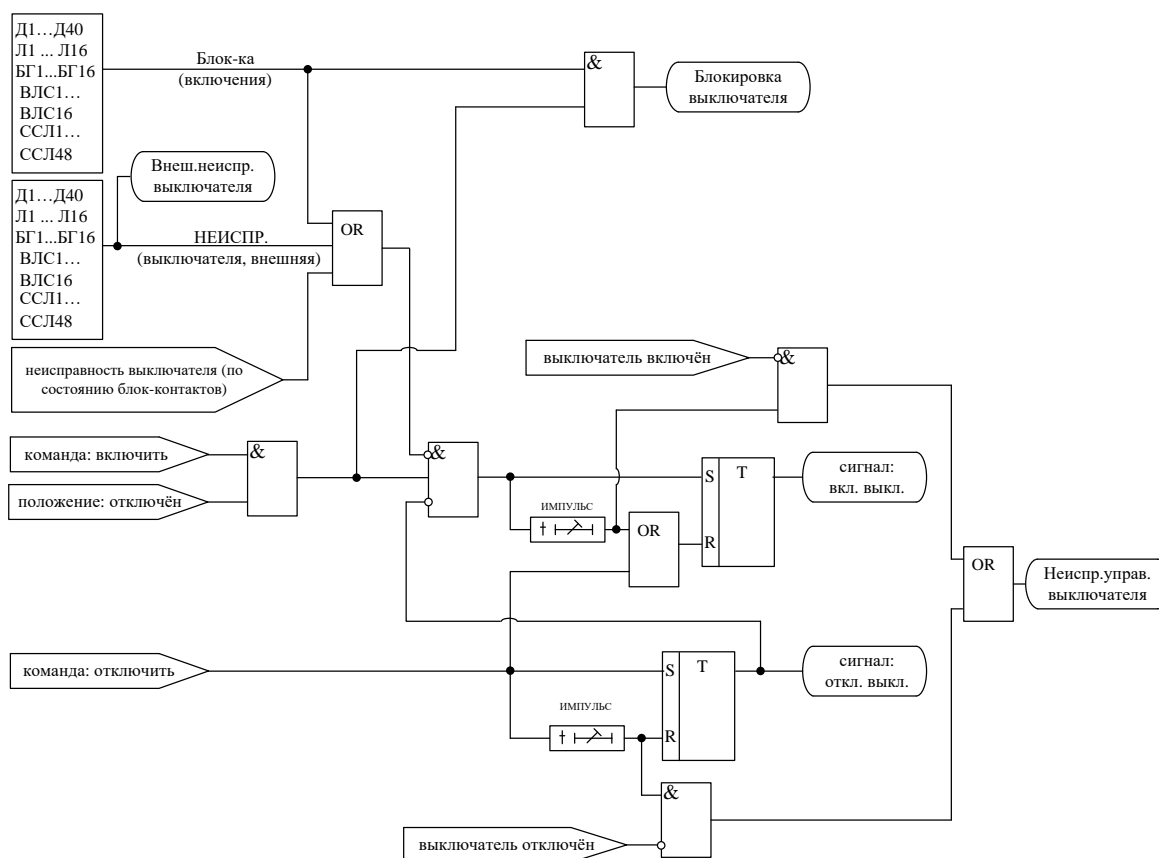 Д1…Д40
Л1 ... Л16
БГ1...БГ16
ВЛС1…
ВЛС16
ССЛ1…
ССЛ48
Блок-ка
(включения)
&
Блокировка
выключателя
Внеш.неиспр.
выключателя
Д1…Д40
Л1 ... Л16
БГ1...БГ16
ВЛС1…
ВЛС16
ССЛ1…
ССЛ48
НЕИСПР.
(выключателя, внешняя)
OR
неисправность выключателя (по
состоянию блок-контактов)
выключатель включён
&
команда: включить
положение: отключён
&
&
S T
R
сигнал:
вкл. выкл.
ИМПУЛЬС
OR
OR
Неиспр.управ.
выключателя
команда: отключить
S T
R
сигнал:
откл. выкл.
ИМПУЛЬС
&
выключатель отключён